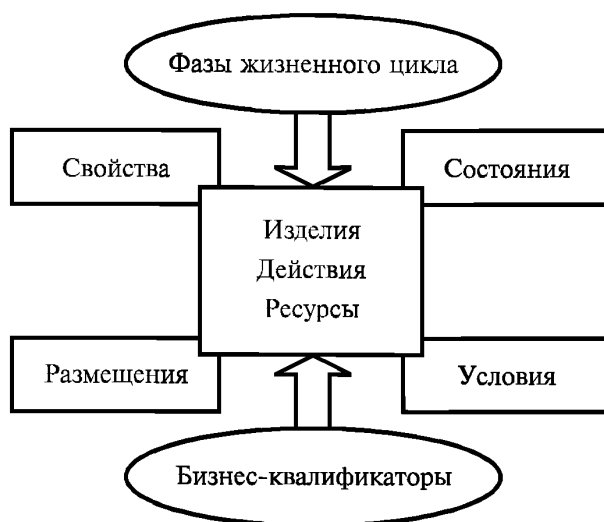 Фазы жизненного цикла
Свойства
Состояния
Изделия
Действия
Ресурсы
Размещения
Условия
Бизнес-квалификаторы